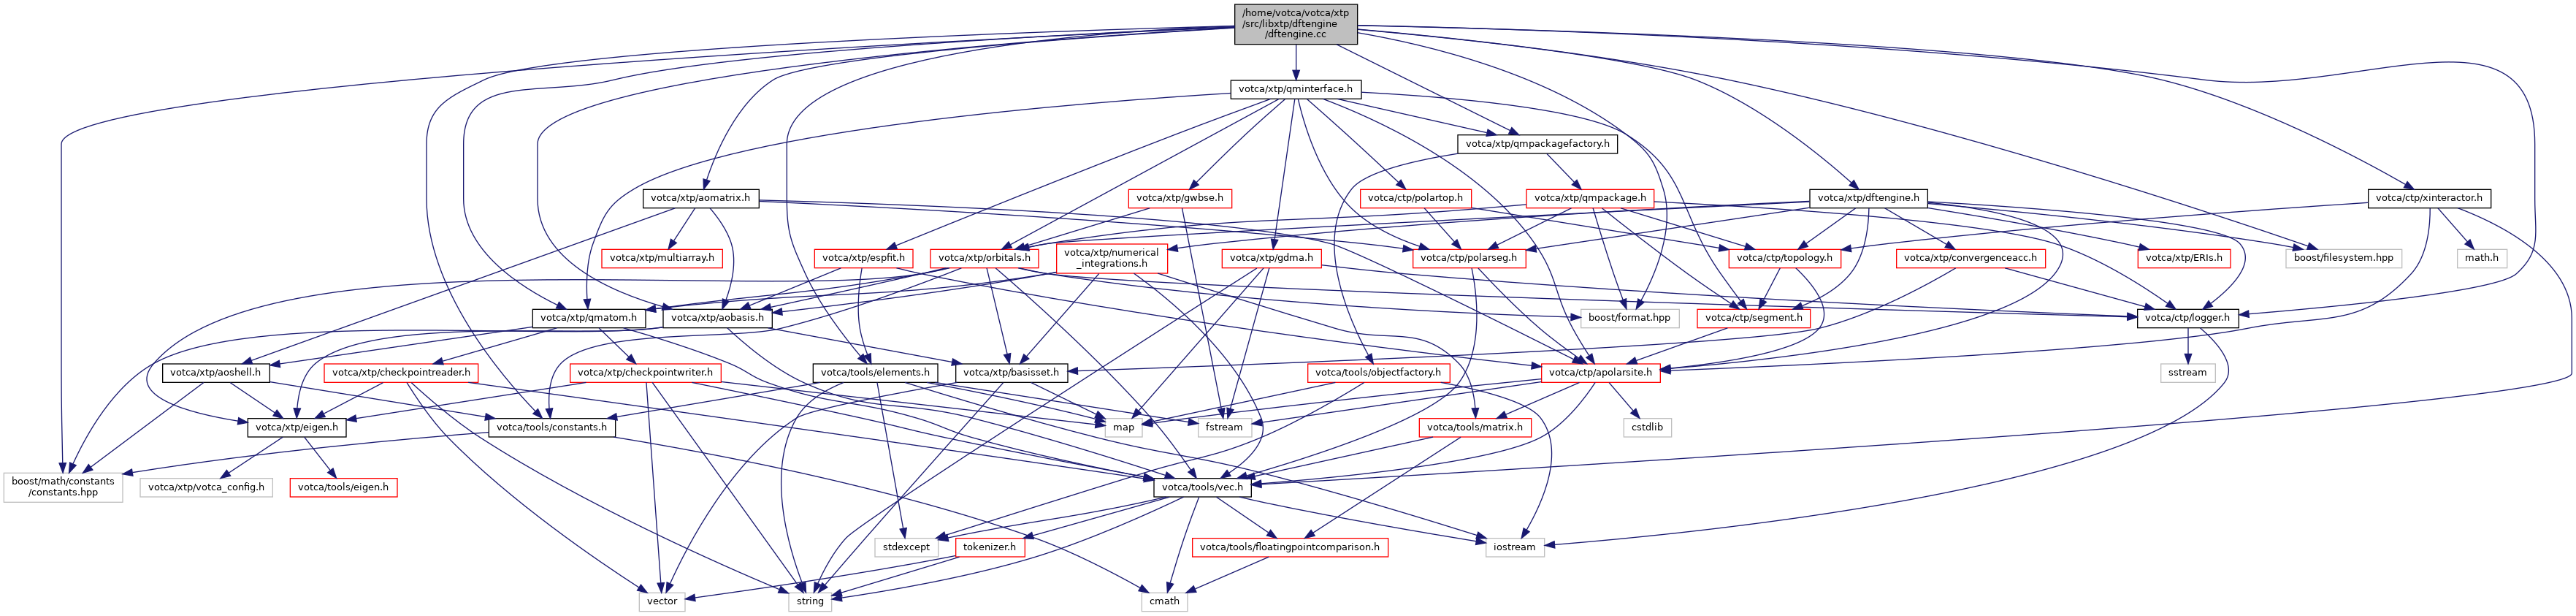 /home/votca/votca/xtp
/src/libxtp/dftengine
/dftengine.cc
votca/xtp/qminterface.h
votca/xtp/qmpackagefactory.h
votca/xtp/aomatrix.h
votca/xtp/gwbse.h
votca/ctp/polartop.h
votca/xtp/qmpackage.h
votca/xtp/dftengine.h
votca/ctp/xinteractor.h
votca/xtp/multiarray.h
votca/xtp/espfit.h
votca/xtp/orbitals.h
votca/xtp/numerical
_integrations.h
votca/xtp/gdma.h
votca/ctp/polarseg.h
votca/ctp/topology.h
votca/xtp/convergenceacc.h
votca/xtp/ERIs.h
boost/filesystem.hpp
math.h
votca/xtp/qmatom.h
votca/xtp/aobasis.h
boost/format.hpp
votca/ctp/segment.h
votca/ctp/logger.h
votca/xtp/aoshell.h
votca/xtp/checkpointreader.h
votca/xtp/checkpointwriter.h
votca/tools/elements.h
votca/xtp/basisset.h
votca/tools/objectfactory.h
votca/ctp/apolarsite.h
sstream
votca/xtp/eigen.h
votca/tools/constants.h
map
fstream
votca/tools/matrix.h
cstdlib
boost/math/constants
/constants.hpp
votca/xtp/votca_config.h
votca/tools/eigen.h
votca/tools/vec.h
stdexcept
tokenizer.h
votca/tools/floatingpointcomparison.h
iostream
vector
string
cmath